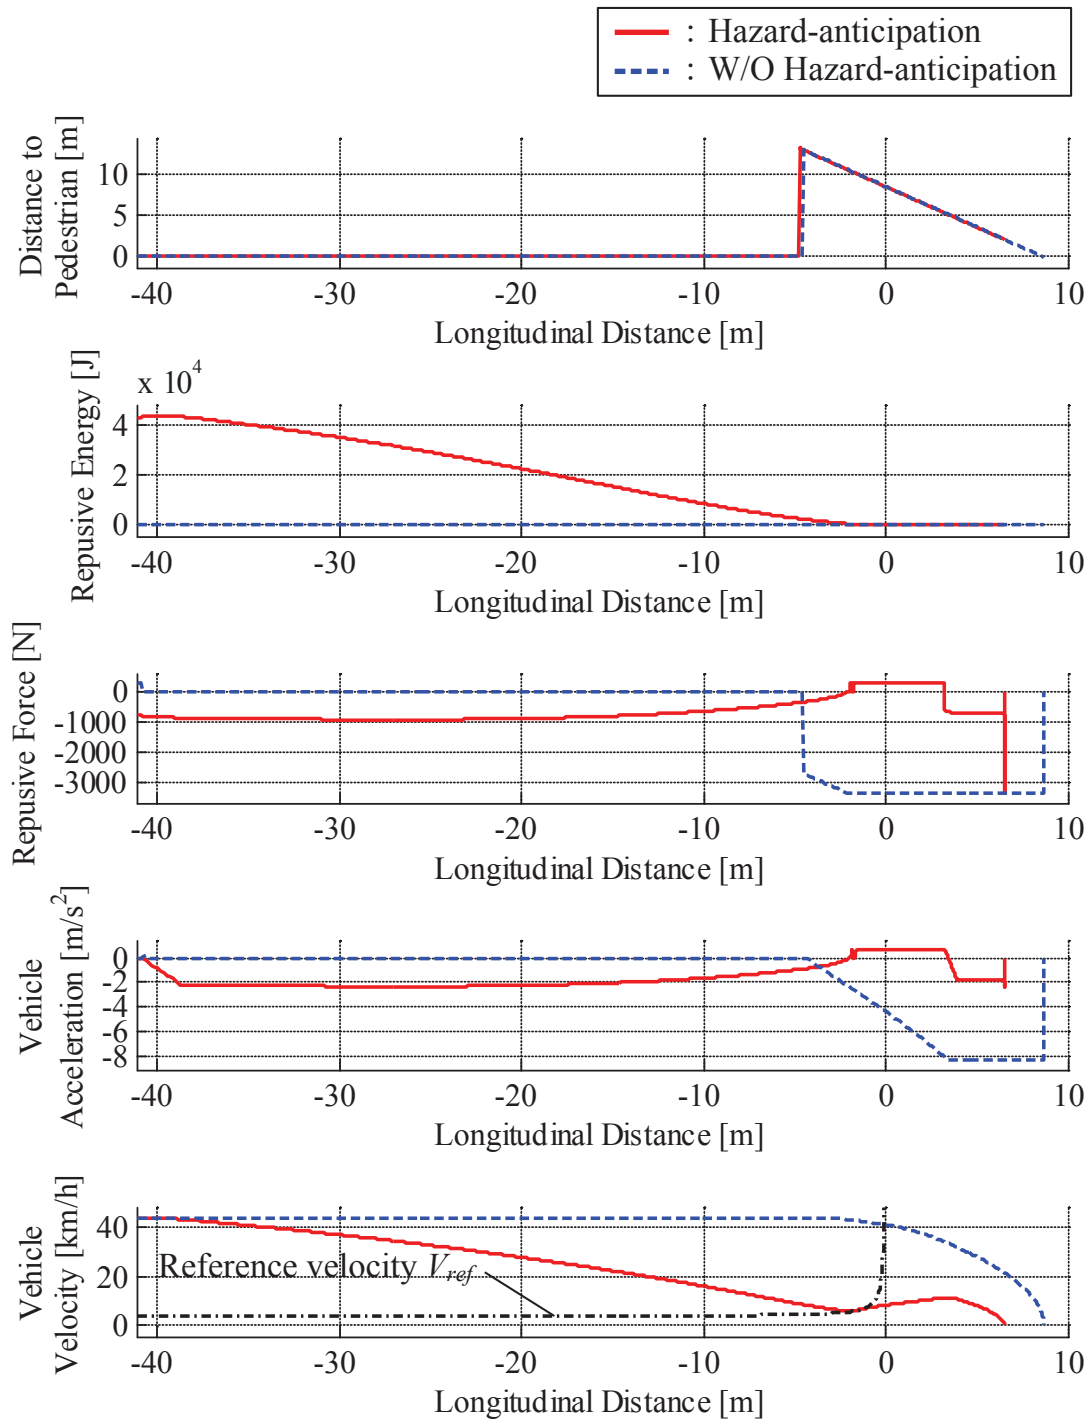 : Hazard-anticipation
: W/O Hazard-anticipation
Distance to
Pedestrian [m]
10
5
0
-40 -30 -20 -10 0 10
Longitudinal Distance [m]
x 10^4
Repusive Energy [J]
4
2
0
-40 -30 -20 -10 0 10
Longitudinal Distance [m]
Repusive Force [N]
0
-1000
-2000
-3000
-40 -30 -20 -10 0 10
Longitudinal Distance [m]
Vehicle
Acceleration [m/s^2]
0
-2
-4
-6
-8
-40 -30 -20 -10 0 10
Longitudinal Distance [m]
Vehicle
Velocity [km/h]
40
20
0
Reference velocity V_ref
-40 -30 -20 -10 0 10
Longitudinal Distance [m]